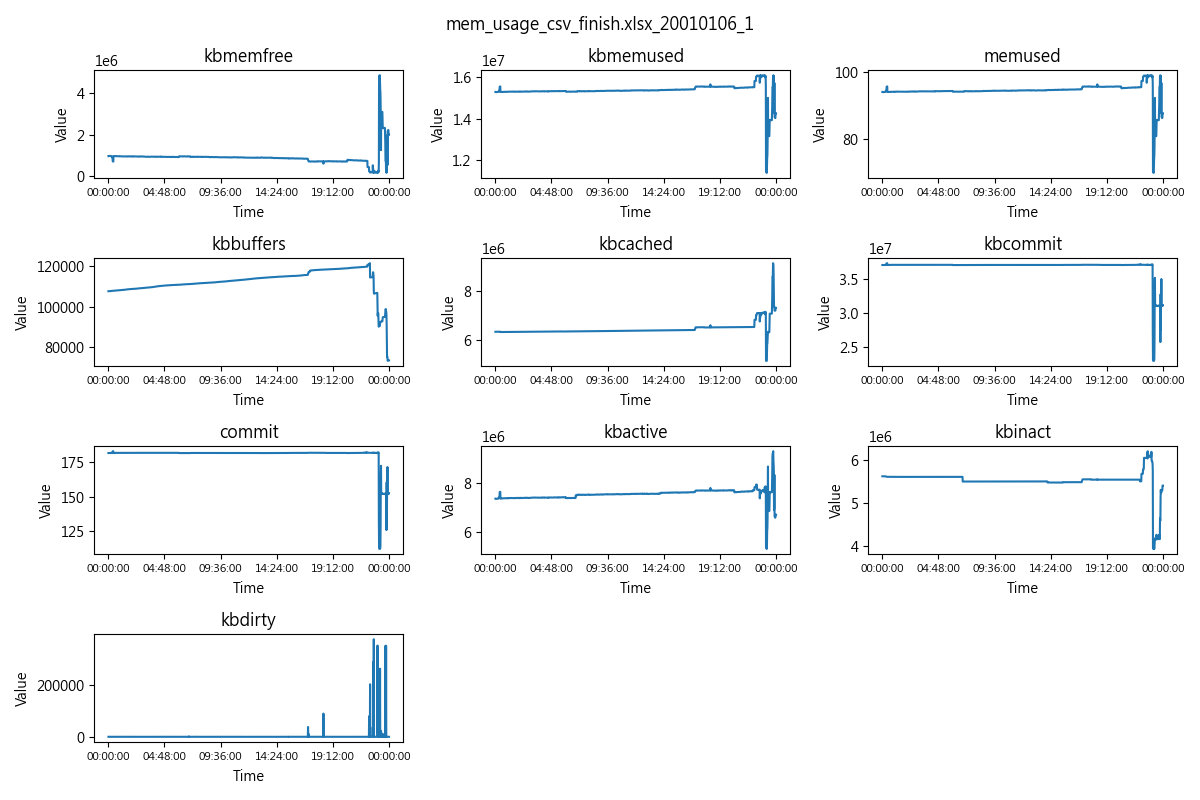 mem_usage_csv_finish.xlsx_20010106_1
kbmemfree
1e6
Value
4
2
0
00:00:00 04:48:00 09:36:00 14:24:00 19:12:00 00:00:00
Time
kbmemused
1e7
Value
1.6
1.4
1.2
00:00:00 04:48:00 09:36:00 14:24:00 19:12:00 00:00:00
Time
memused
Value
100
80
00:00:00 04:48:00 09:36:00 14:24:00 19:12:00 00:00:00
Time
kbbuffers
Value
120000
100000
80000
00:00:00 04:48:00 09:36:00 14:24:00 19:12:00 00:00:00
Time
kbcached
1e6
Value
8
6
00:00:00 04:48:00 09:36:00 14:24:00 19:12:00 00:00:00
Time
kbcommit
1e7
Value
3.5
3.0
2.5
00:00:00 04:48:00 09:36:00 14:24:00 19:12:00 00:00:00
Time
commit
Value
175
150
125
00:00:00 04:48:00 09:36:00 14:24:00 19:12:00 00:00:00
Time
kbactive
1e6
Value
8
6
00:00:00 04:48:00 09:36:00 14:24:00 19:12:00 00:00:00
Time
kbinact
1e6
Value
6
5
4
00:00:00 04:48:00 09:36:00 14:24:00 19:12:00 00:00:00
Time
kbdirty
Value
200000
0
00:00:00 04:48:00 09:36:00 14:24:00 19:12:00 00:00:00
Time